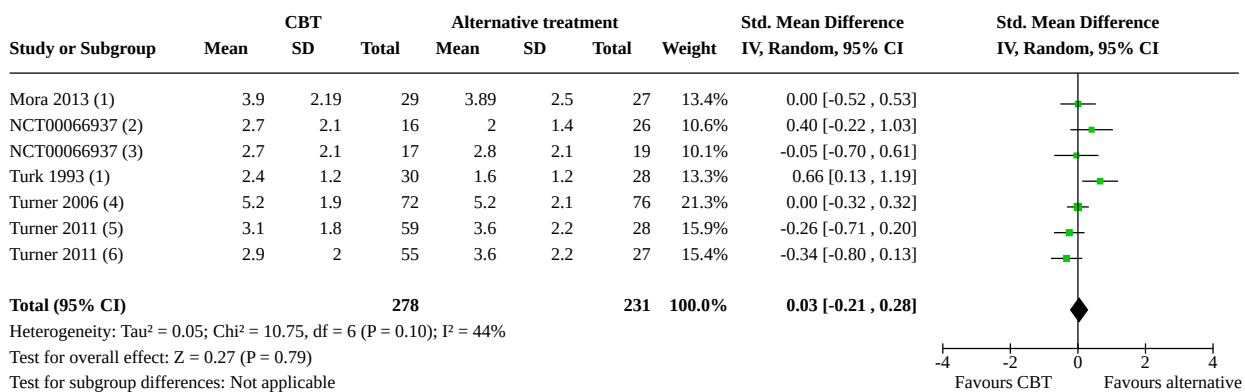 CBT Alternative treatment Std. Mean Difference Std. Mean Difference
Study or Subgroup Mean SD Total Mean SD Total Weight IV, Random, 95% CI IV, Random, 95% CI
Mora 2013 (1) 3.9 2.19 29 3.89 2.5 27 13.4% 0.00 [-0.52 , 0.53]
NCT00066937 (2) 2.7 2.1 16 2 1.4 26 10.6% 0.40 [-0.22 , 1.03]
NCT00066937 (3) 2.7 2.1 17 2.8 2.1 19 10.1% -0.05 [-0.70 , 0.61]
Turk 1993 (1) 2.4 1.2 30 1.6 1.2 28 13.3% 0.66 [0.13 , 1.19]
Turner 2006 (4) 5.2 1.9 72 5.2 2.1 76 21.3% 0.00 [-0.32 , 0.32]
Turner 2011 (5) 3.1 1.8 59 3.6 2.2 28 15.9% -0.26 [-0.71 , 0.20]
Turner 2011 (6) 2.9 2 55 3.6 2.2 27 15.4% -0.34 [-0.80 , 0.13]
Total (95% CI) 278 231 100.0% 0.03 [-0.21 , 0.28]
Heterogeneity: Tau² = 0.05; Chi² = 10.75, df = 6 (P = 0.10); I² = 44%
Test for overall effect: Z = 0.27 (P = 0.79)
Test for subgroup differences: Not applicable
-4 -2 0 2 4
Favours CBT Favours alternative